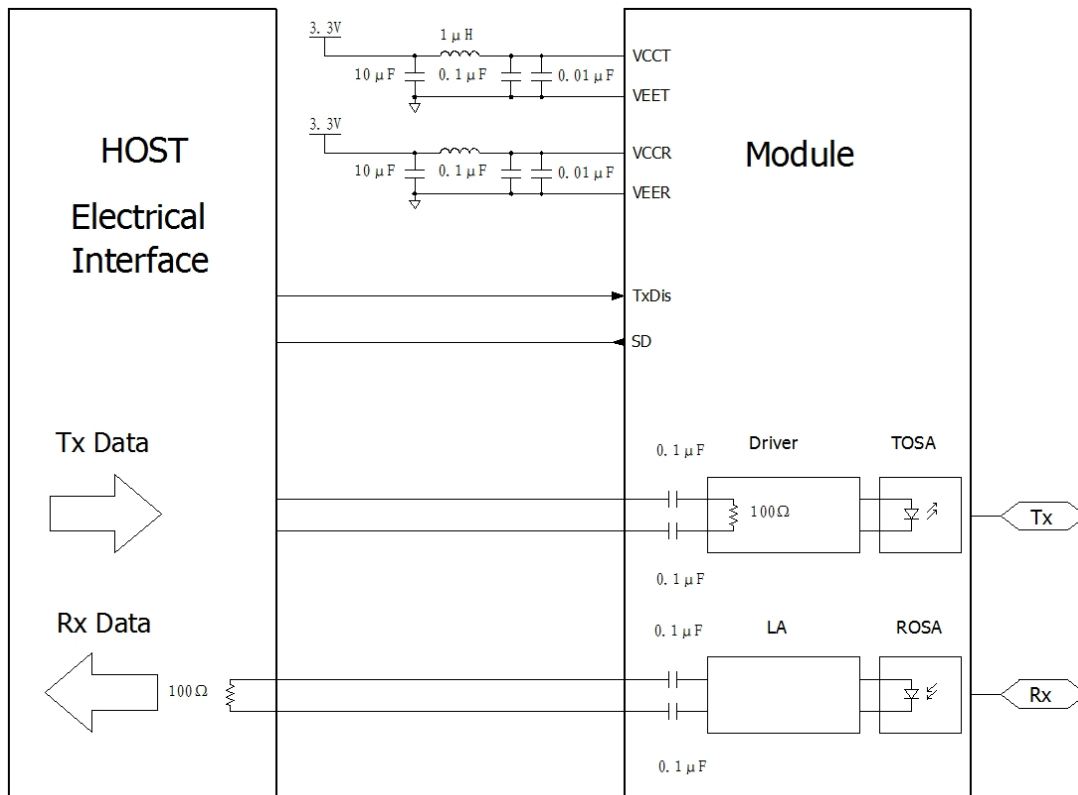 3.3V
1μH
VCCT
10μF
0.1μF
0.01μF
VEET
3.3V
HOST
VCCR
Module
10μF
0.1μF
0.01μF
VEER
Electrical
Interface
TxDis
SD
Tx Data
0.1μF
Driver
TOSA
100Ω
Tx
0.1μF
Rx Data
0.1μF
LA
ROSA
100Ω
Rx
0.1μF